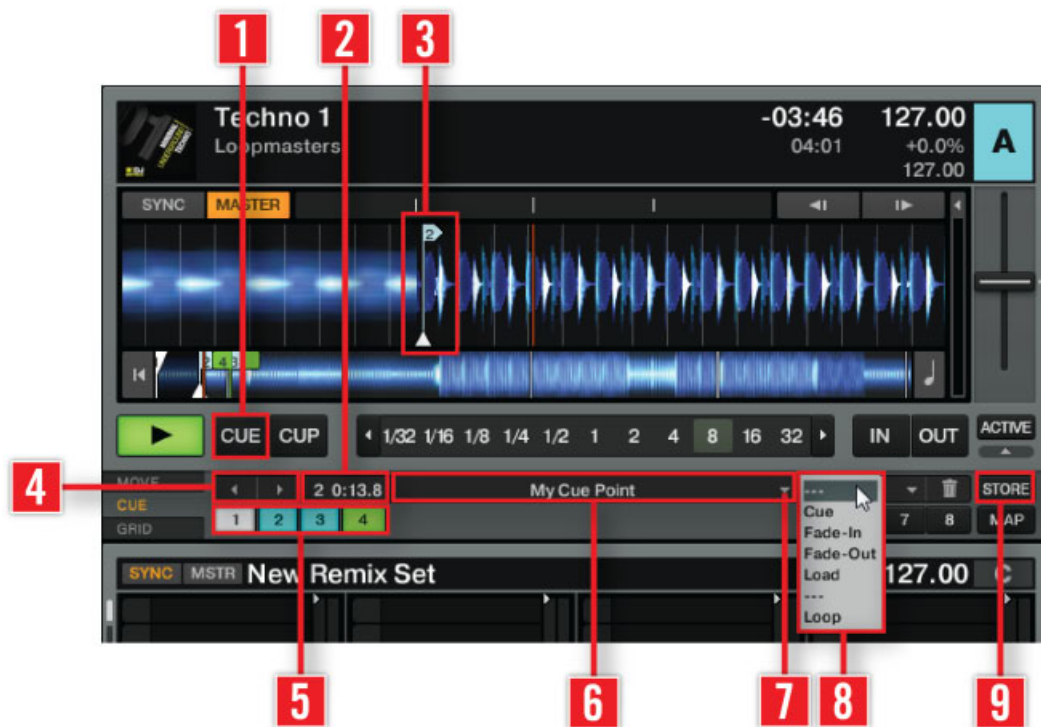 1 2 3
Techno 1 -03:46 127.00 A
Loopmasters 04:01 +0.0%
127.00
SYNC MASTER
2
2 4 3
CUE CUP 1/32 1/16 1/8 1/4 1/2 1 2 4 8 16 32 IN OUT ACTIVE
4
MOVE 2 0:13.8 My Cue Point --- STORE
CUE Cue
1 2 3 4 7 8 MAP
GRID Fade-In
Fade-Out
SYNC MSTR New Remix Set Load 127.00 C
---
Loop
5 6 7 8 9